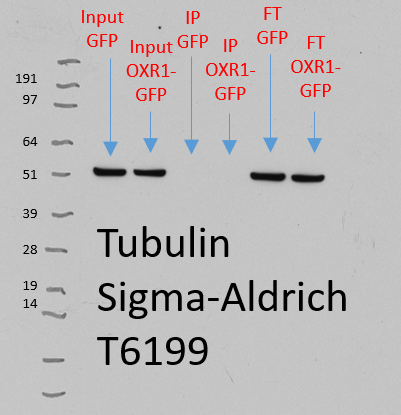 Input
GFP
Input
OXR1-
GFP
IP
GFP
IP
OXR1-
GFP
FT
GFP
FT
OXR1-
GFP
191
97
64
51
39
28
19
14
Tubulin
Sigma-Aldrich
T6199